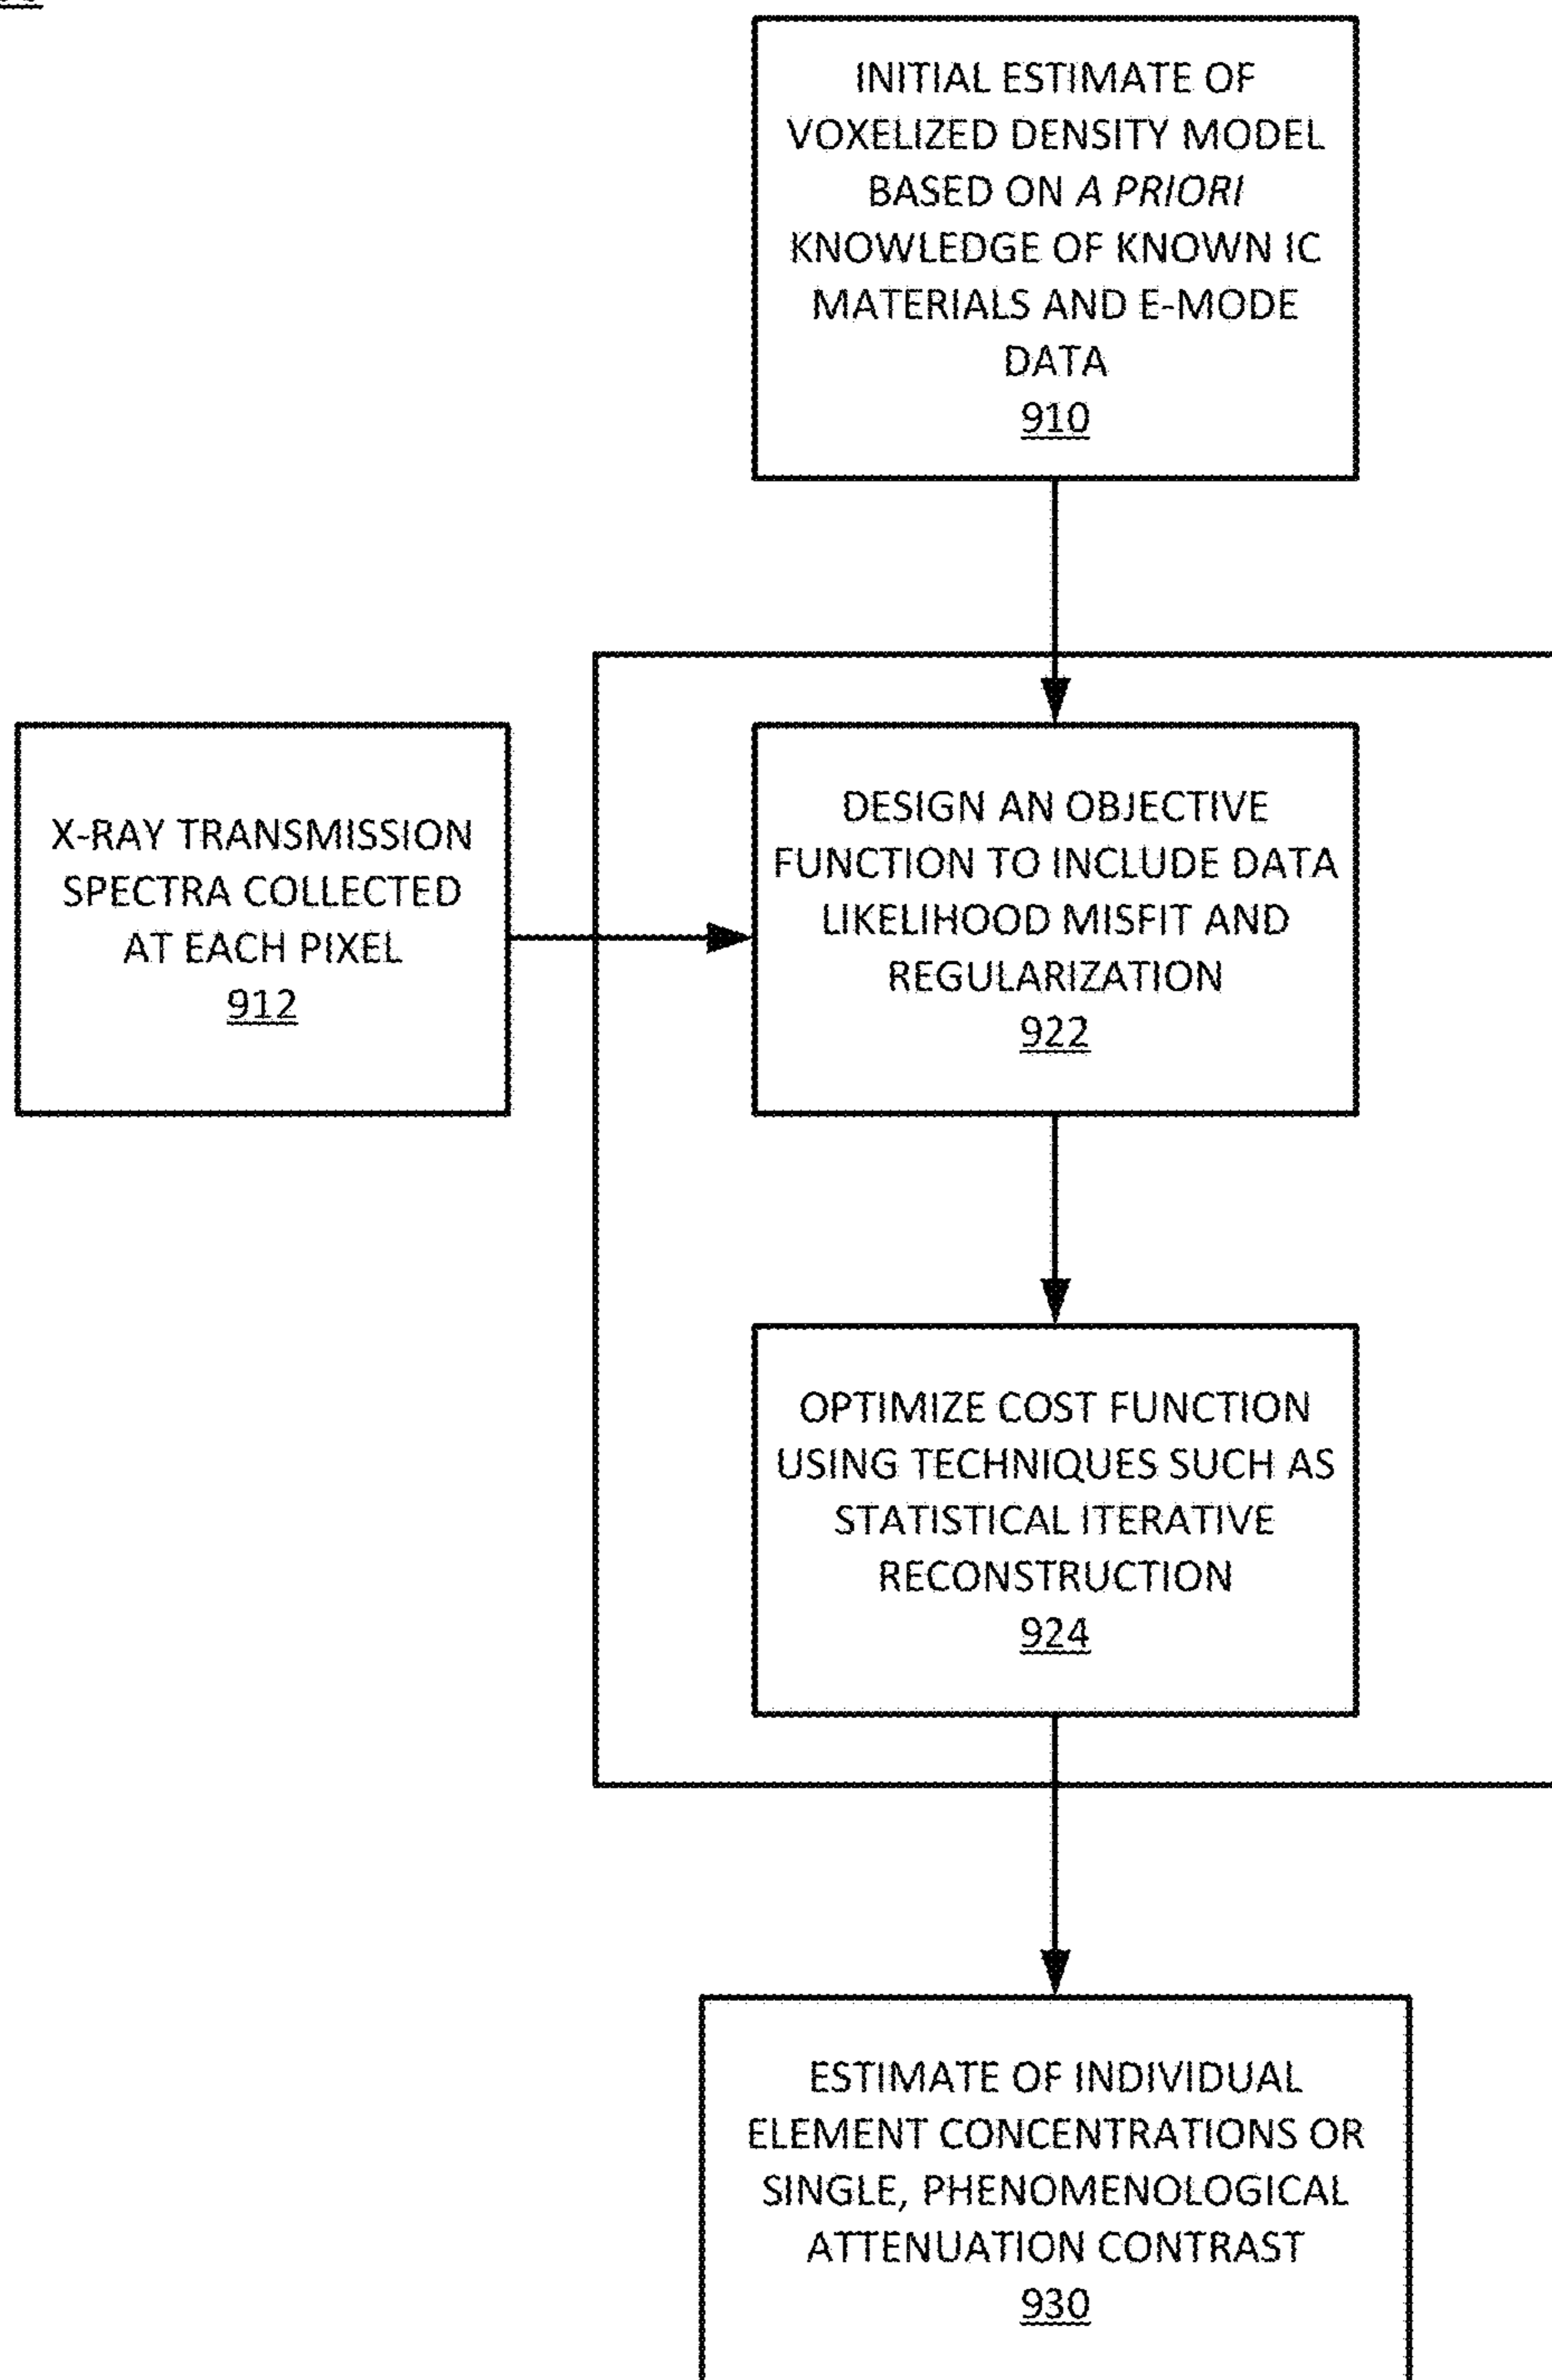 INITIAL ESTIMATE OF
VOXELIZED DENSITY MODEL
BASED ON A PRIORI
KNOWLEDGE OF KNOWN IC
MATERIALS AND E-MODE
DATA
910
X-RAY TRANSMISSION
SPECTRA COLLECTED
AT EACH PIXEL
912
DESIGN AN OBJECTIVE
FUNCTION TO INCLUDE DATA
LIKELIHOOD MISFIT AND
REGULARIZATION
922
OPTIMIZE COST FUNCTION
USING TECHNIQUES SUCH AS
STATISTICAL ITERATIVE
RECONSTRUCTION
924
ESTIMATE OF INDIVIDUAL
ELEMENT CONCENTRATIONS OR
SINGLE, PHENOMENOLOGICAL
ATTENUATION CONTRAST
930